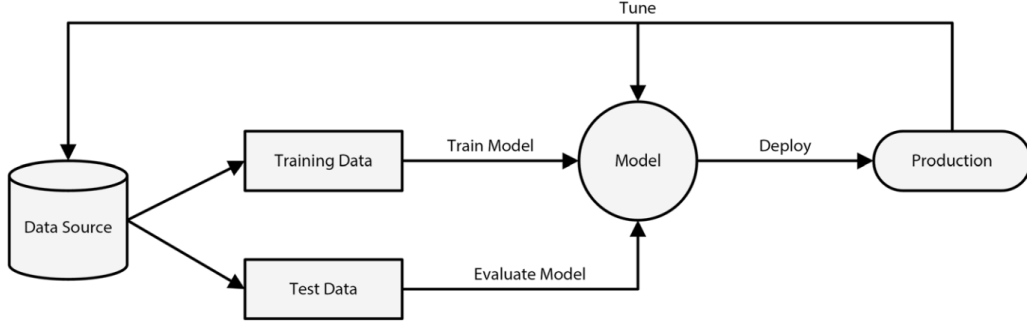 Tune
Training Data
Train Model
Model
Deploy
Production
Data Source
Test Data
Evaluate Model